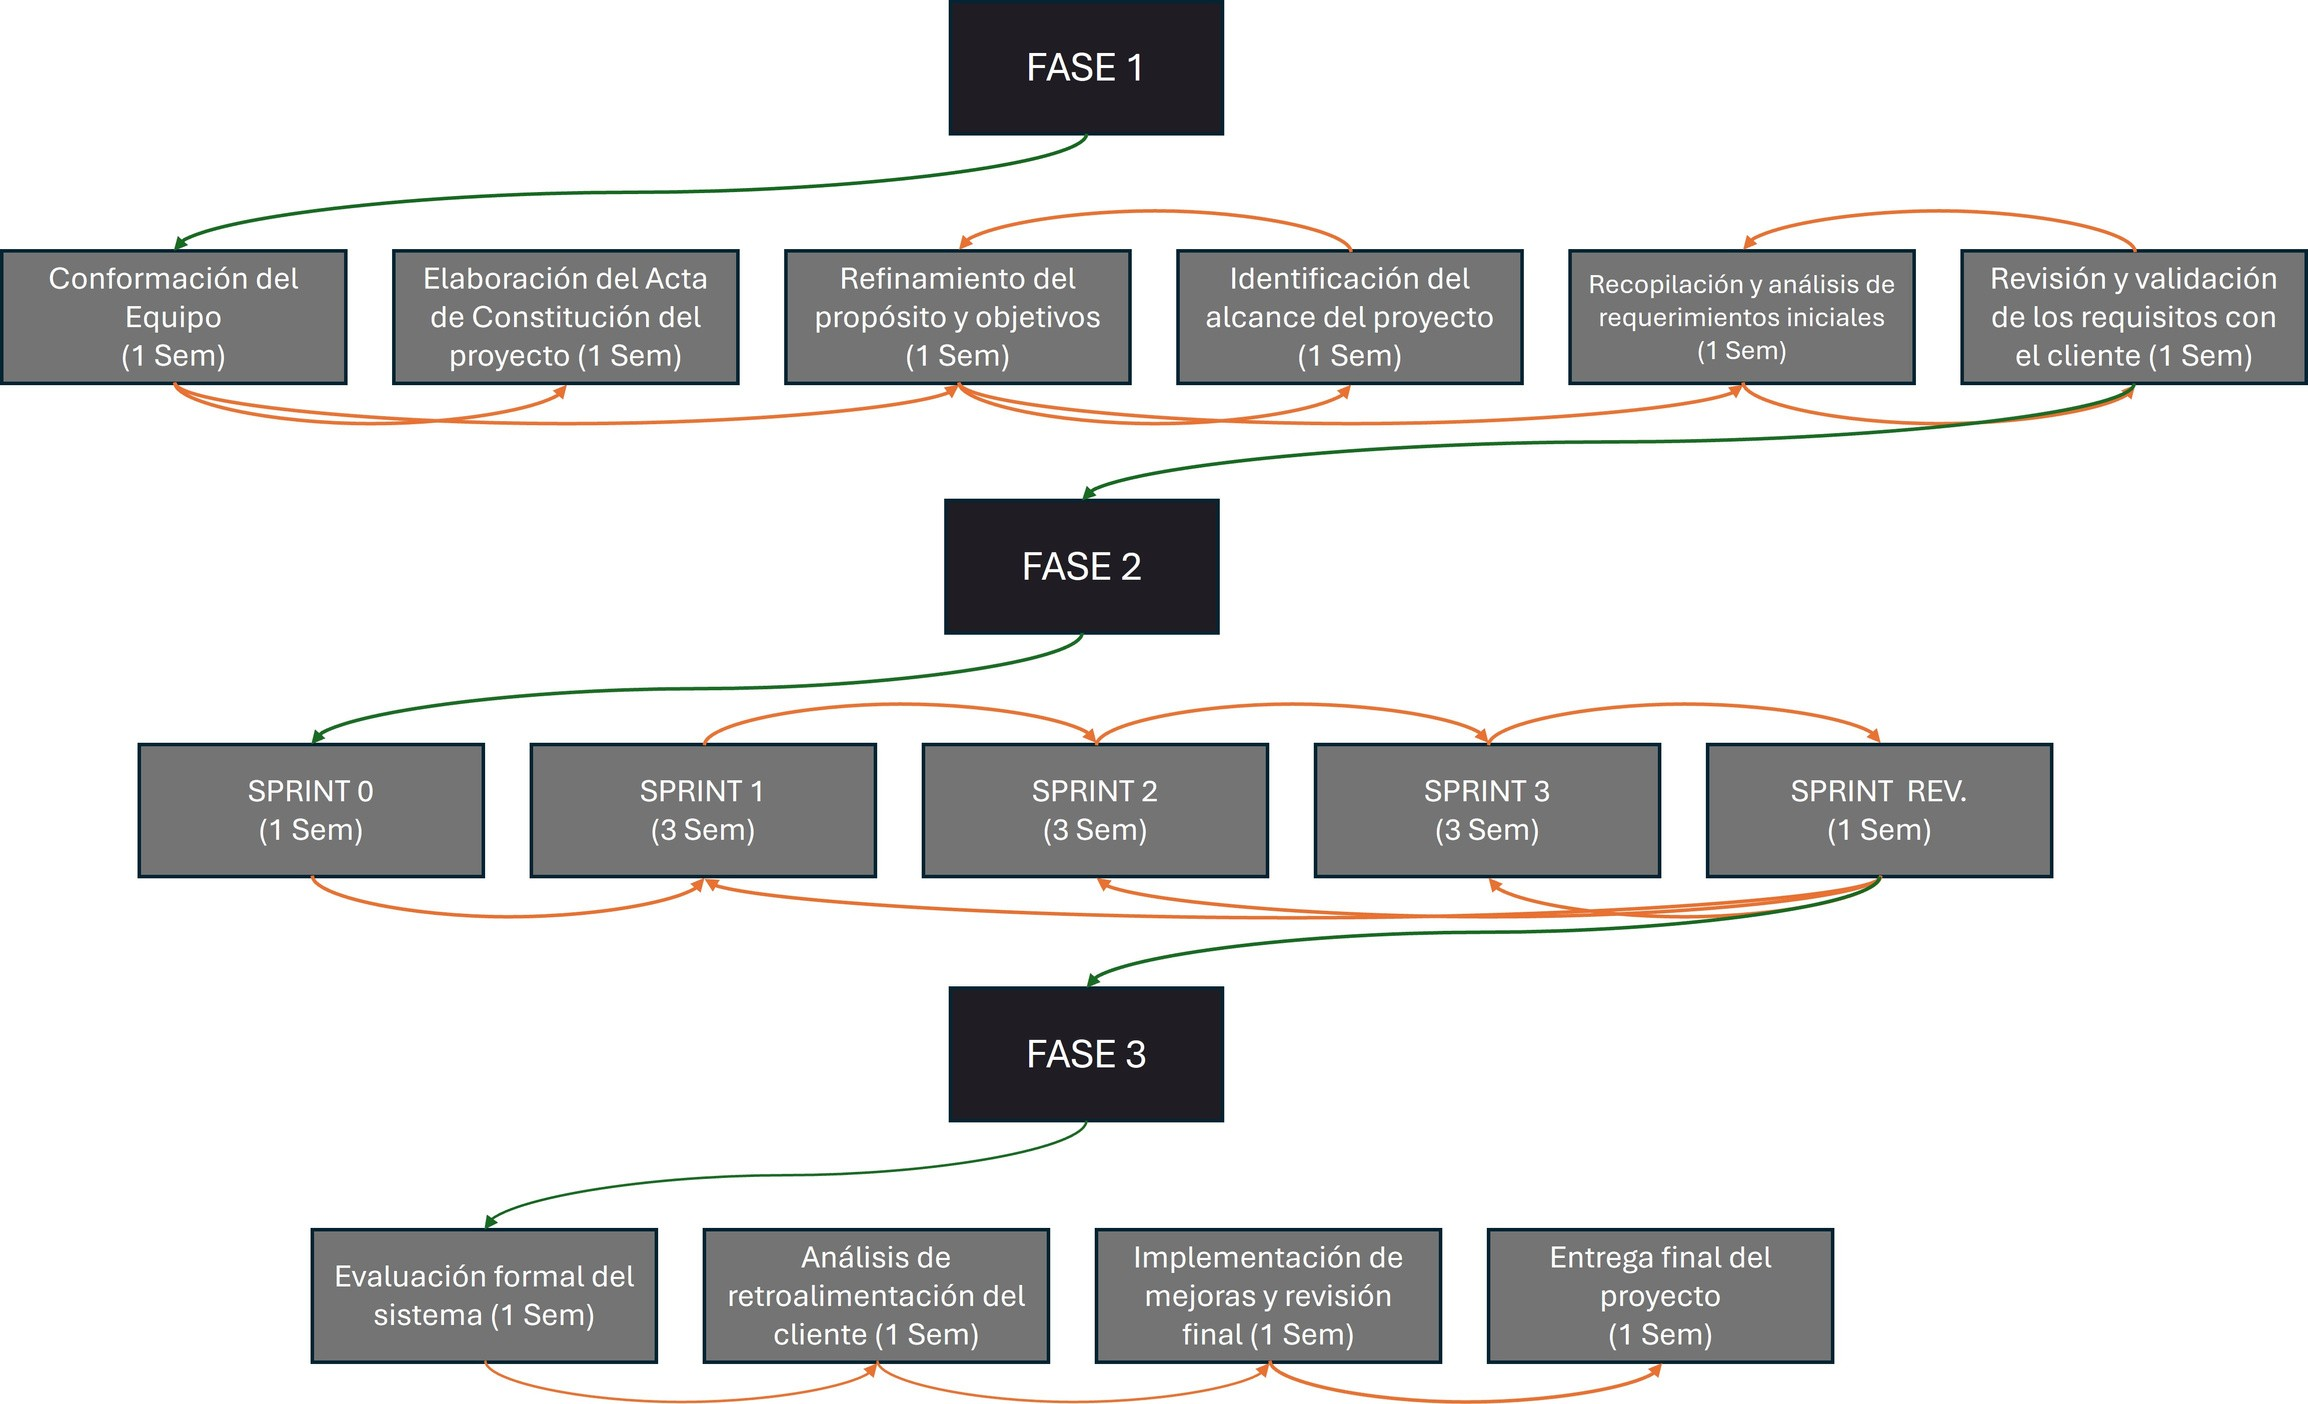 FASE 1
Conformación del
Equipo
(1 Sem)
Elaboración del Acta
de Constitución del
proyecto (1 Sem)
Refinamiento del
propósito y objetivos
(1 Sem)
Identificación del
alcance del proyecto
(1 Sem)
Recopilación y análisis de
requerimientos iniciales
(1 Sem)
Revisión y validación
de los requisitos con
el cliente (1 Sem)
FASE 2
SPRINT 0
(1 Sem)
SPRINT 1
(3 Sem)
SPRINT 2
(3 Sem)
SPRINT 3
(3 Sem)
SPRINT  REV.
(1 Sem)
FASE 3
Evaluación formal del
sistema (1 Sem)
Análisis de
retroalimentación del
cliente (1 Sem)
Implementación de
mejoras y revisión
final (1 Sem)
Entrega final del
proyecto
(1 Sem)